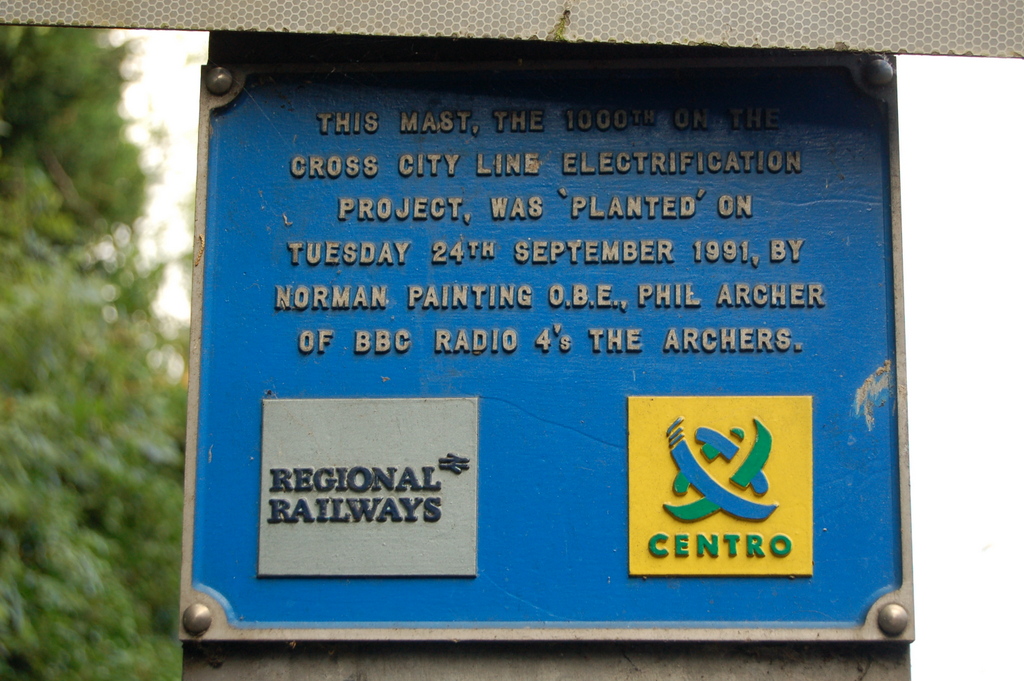 THIS MAST, THE 1000TH ON THE
CROSS CITY LINE ELECTRIFICATION
PROJECT, WAS 'PLANTED' ON
TUESDAY 24TH SEPTEMBER 1991, BY
NORMAN PAINTING O.B.E., PHIL ARCHER
OF BBC RADIO 4's THE ARCHERS.
REGIONAL
RAILWAYS
CENTRO